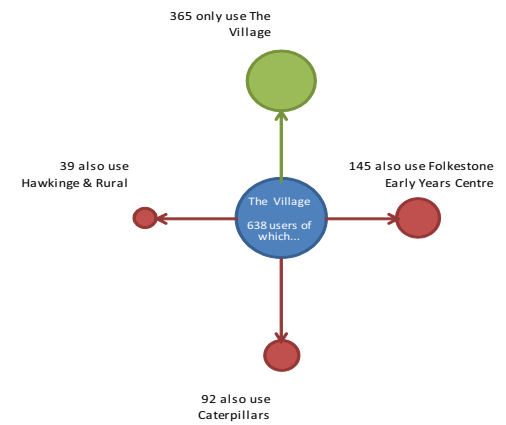 365 only use The
Village
39 also use
Hawkinge & Rural
145 also use Folkestone
Early Years Centre
The Village
638 users of
which...
92 also use
Caterpillars